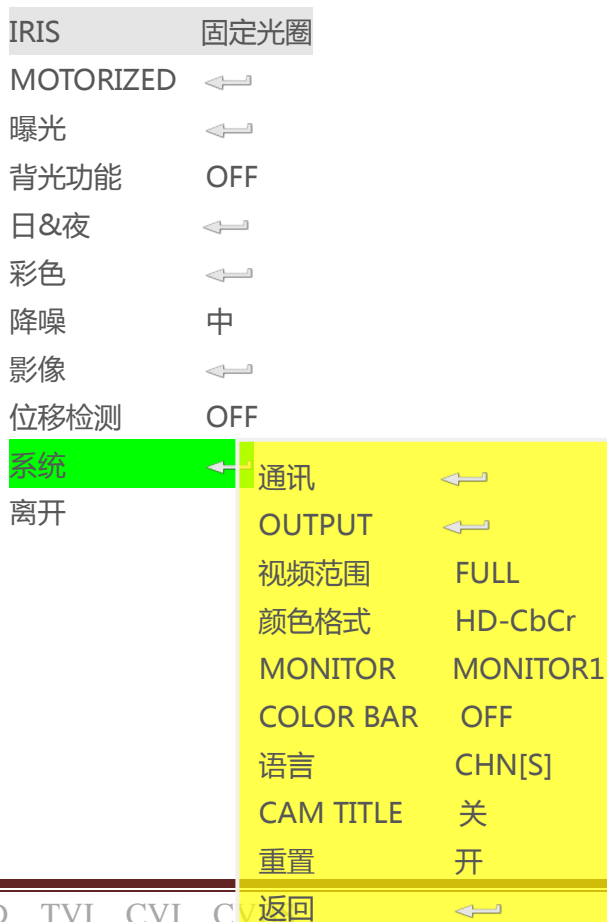 IRIS 固定光圈
MOTORIZED
曝光
背光功能 OFF
日&夜
彩色
降噪 中
影像
位移检测 OFF
系统
离开
通讯
OUTPUT
视频范围 FULL
颜色格式 HD-CbCr
MONITOR MONITOR1
COLOR BAR OFF
语言 CHN[S]
CAM TITLE 关
重置 开
返回
TVI CVI